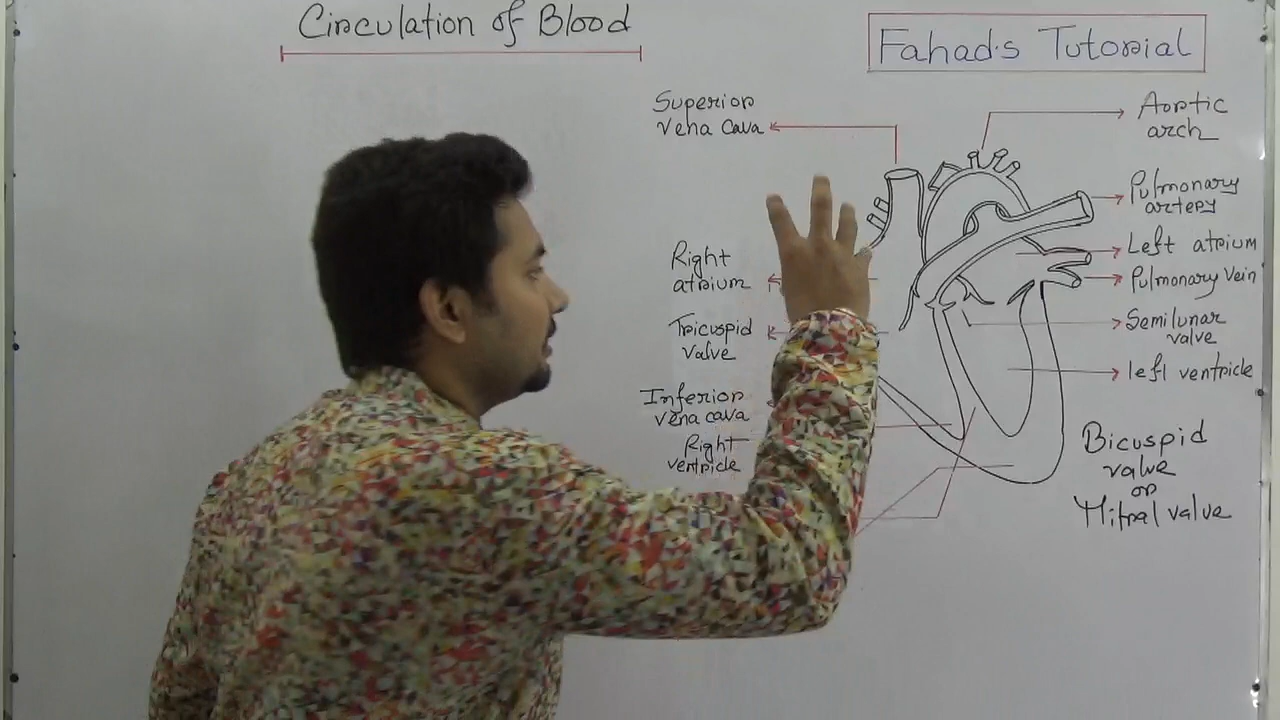 Circulation of Blood
Fahad's Tutorial
Superior
vena cava
Aortic
arch
Pulmonary
artery
Right
atrium
Left atrium
Pulmonary vein
Tricuspid
valve
Semilunar
valve
Inferior
vena cava
left ventricle
Right
ventricle
Bicuspid
valve
or
Mitral valve